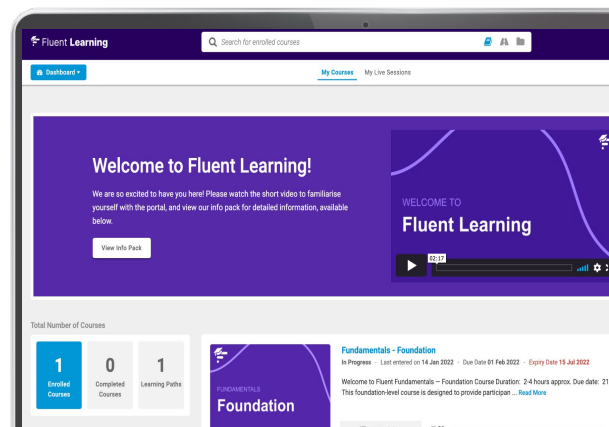 Fluent Learning
Search for enrolled courses
Dashboard
My Courses My Live Sessions
Welcome to Fluent Learning!
We are so excited to have you here! Please watch the short video to familiarise
yourself with the portal, and view our info pack for detailed information, available
below.
View Info Pack
WELCOME TO
Fluent Learning
02:17
Total Number of Courses
1
Enrolled
Courses
0
Completed
Courses
1
Learning Paths
FUNDAMENTALS
Foundation
Fundamentals - Foundation
In Progress - Last entered on 14 Jan 2022 - Due Date 01 Feb 2022 - Expiry Date 15 Jul 2022
Welcome to Fluent Fundamentals — Foundation Course Duration: 2-4 hours approx. Due date: 21
This foundation-level course is designed to provide participan ... Read More